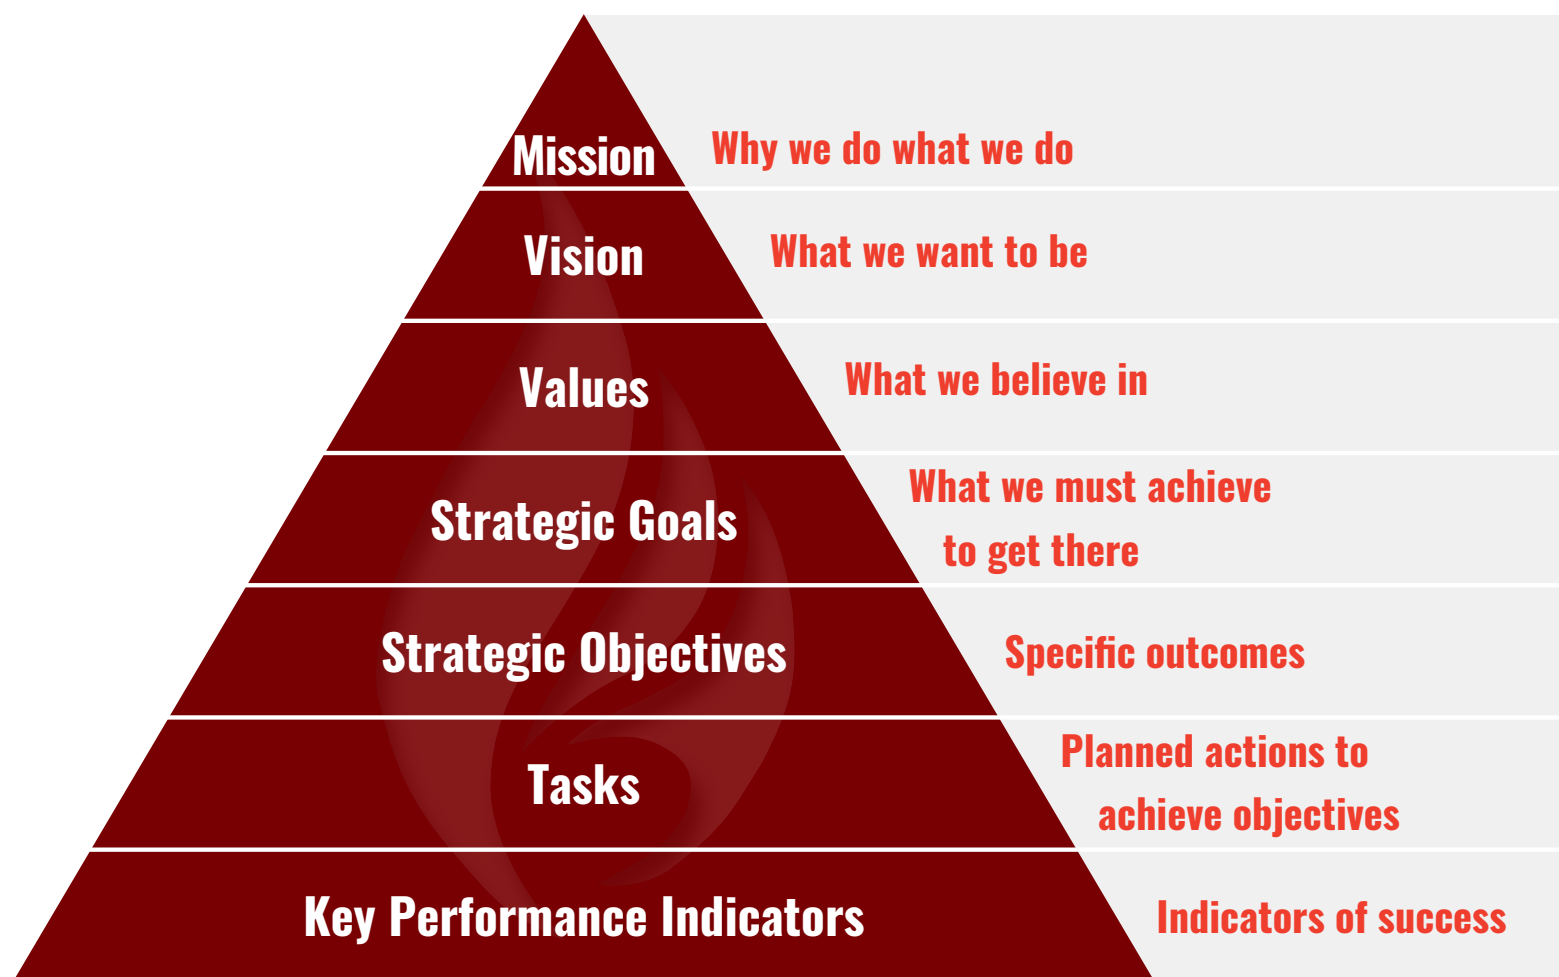 Mission
Why we do what we do
Vision
What we want to be
Values
What we believe in
Strategic Goals
What we must achieve
to get there
Strategic Objectives
Specific outcomes
Tasks
Planned actions to
achieve objectives
Key Performance Indicators
Indicators of success